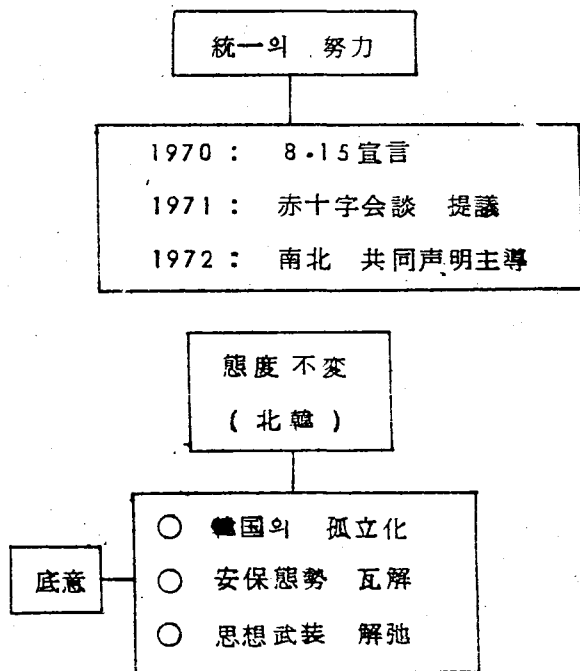 統一의 努力
1970 : 8.15宣言
1971 : 赤十字会談 提議
1972 : 南北 共同声明主導
態度 不変
( 北韓 )
底意
○ 韓国의 孤立化
○ 安保態勢 瓦解
○ 思想武装 解弛